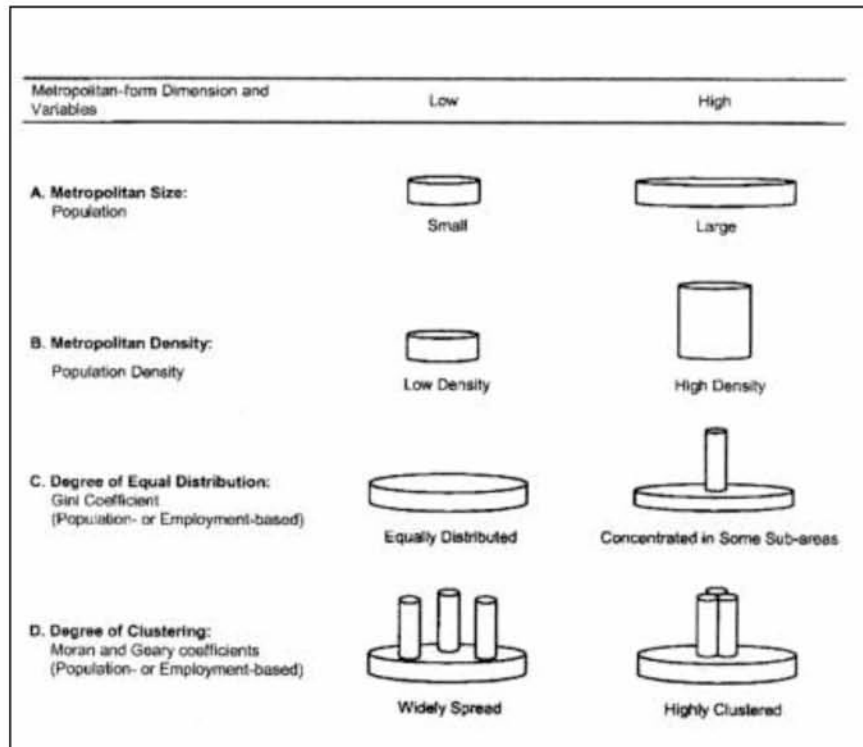 Metropolitan-form Dimension and Variables Low High
A. Metropolitan Size:
Population
Small Large
B. Metropolitan Density:
Population Density
Low Density High Density
C. Degree of Equal Distribution:
Gini Coefficient
(Population- or Employment-based)
Equally Distributed Concentrated in Some Sub-areas
D. Degree of Clustering:
Moran and Geary coefficients
(Population- or Employment-based)
Widely Spread Highly Clustered